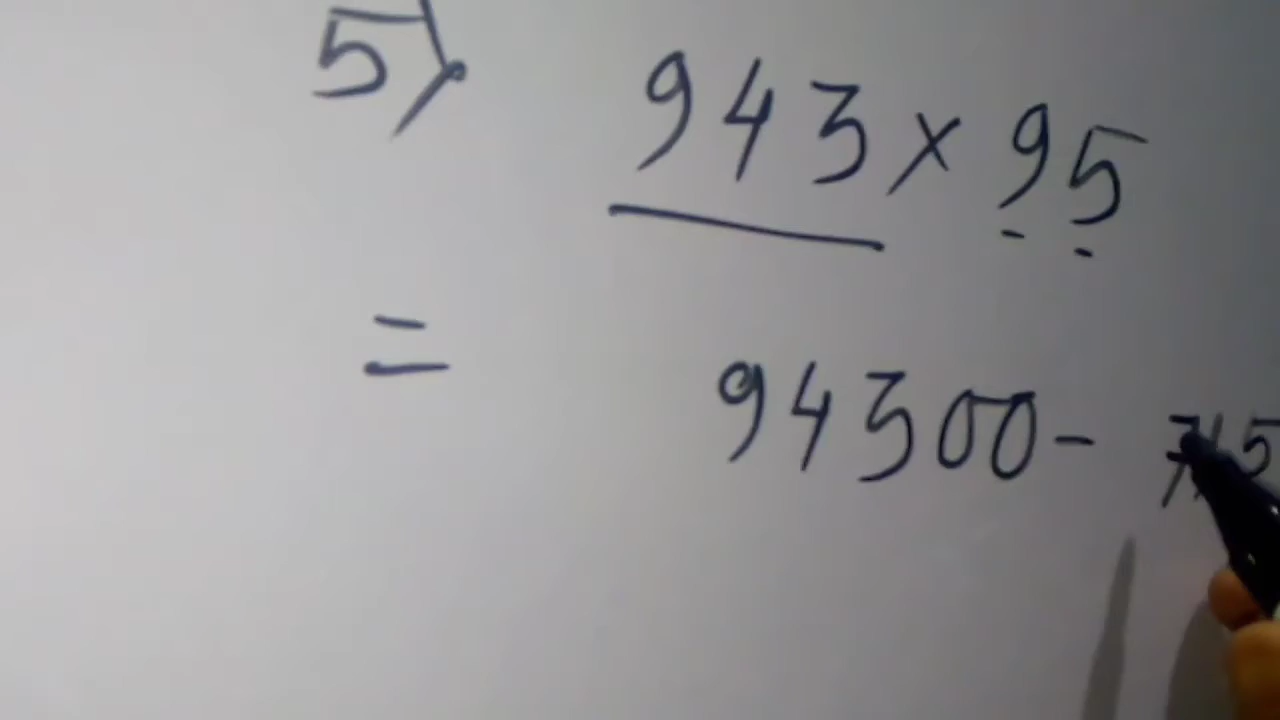 5)
943 × 95
= 94300 -